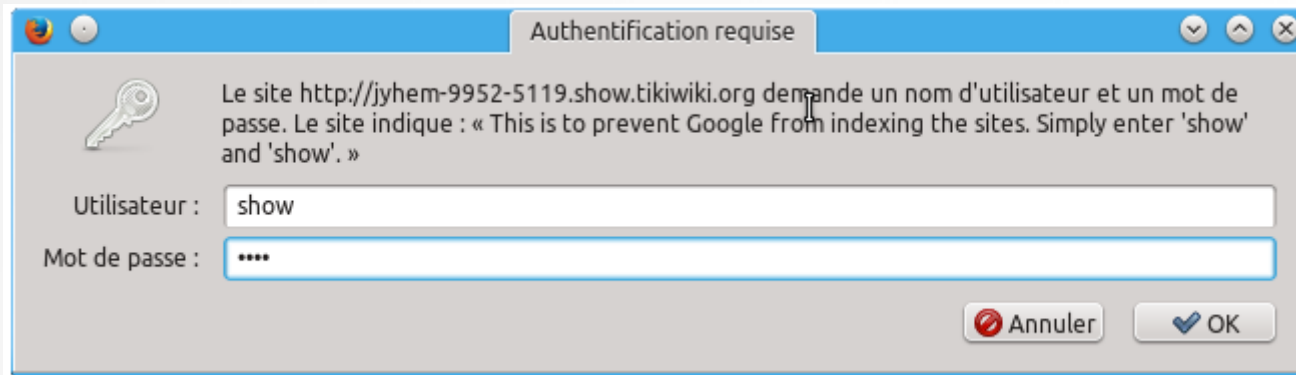 Authentification requise
Le site http://jyhem-9952-5119.show.tikiwiki.org demande un nom d'utilisateur et un mot de
passe. Le site indique : « This is to prevent Google from indexing the sites. Simply enter 'show'
and 'show'. »
Utilisateur : show
Mot de passe : ••••
Annuler OK